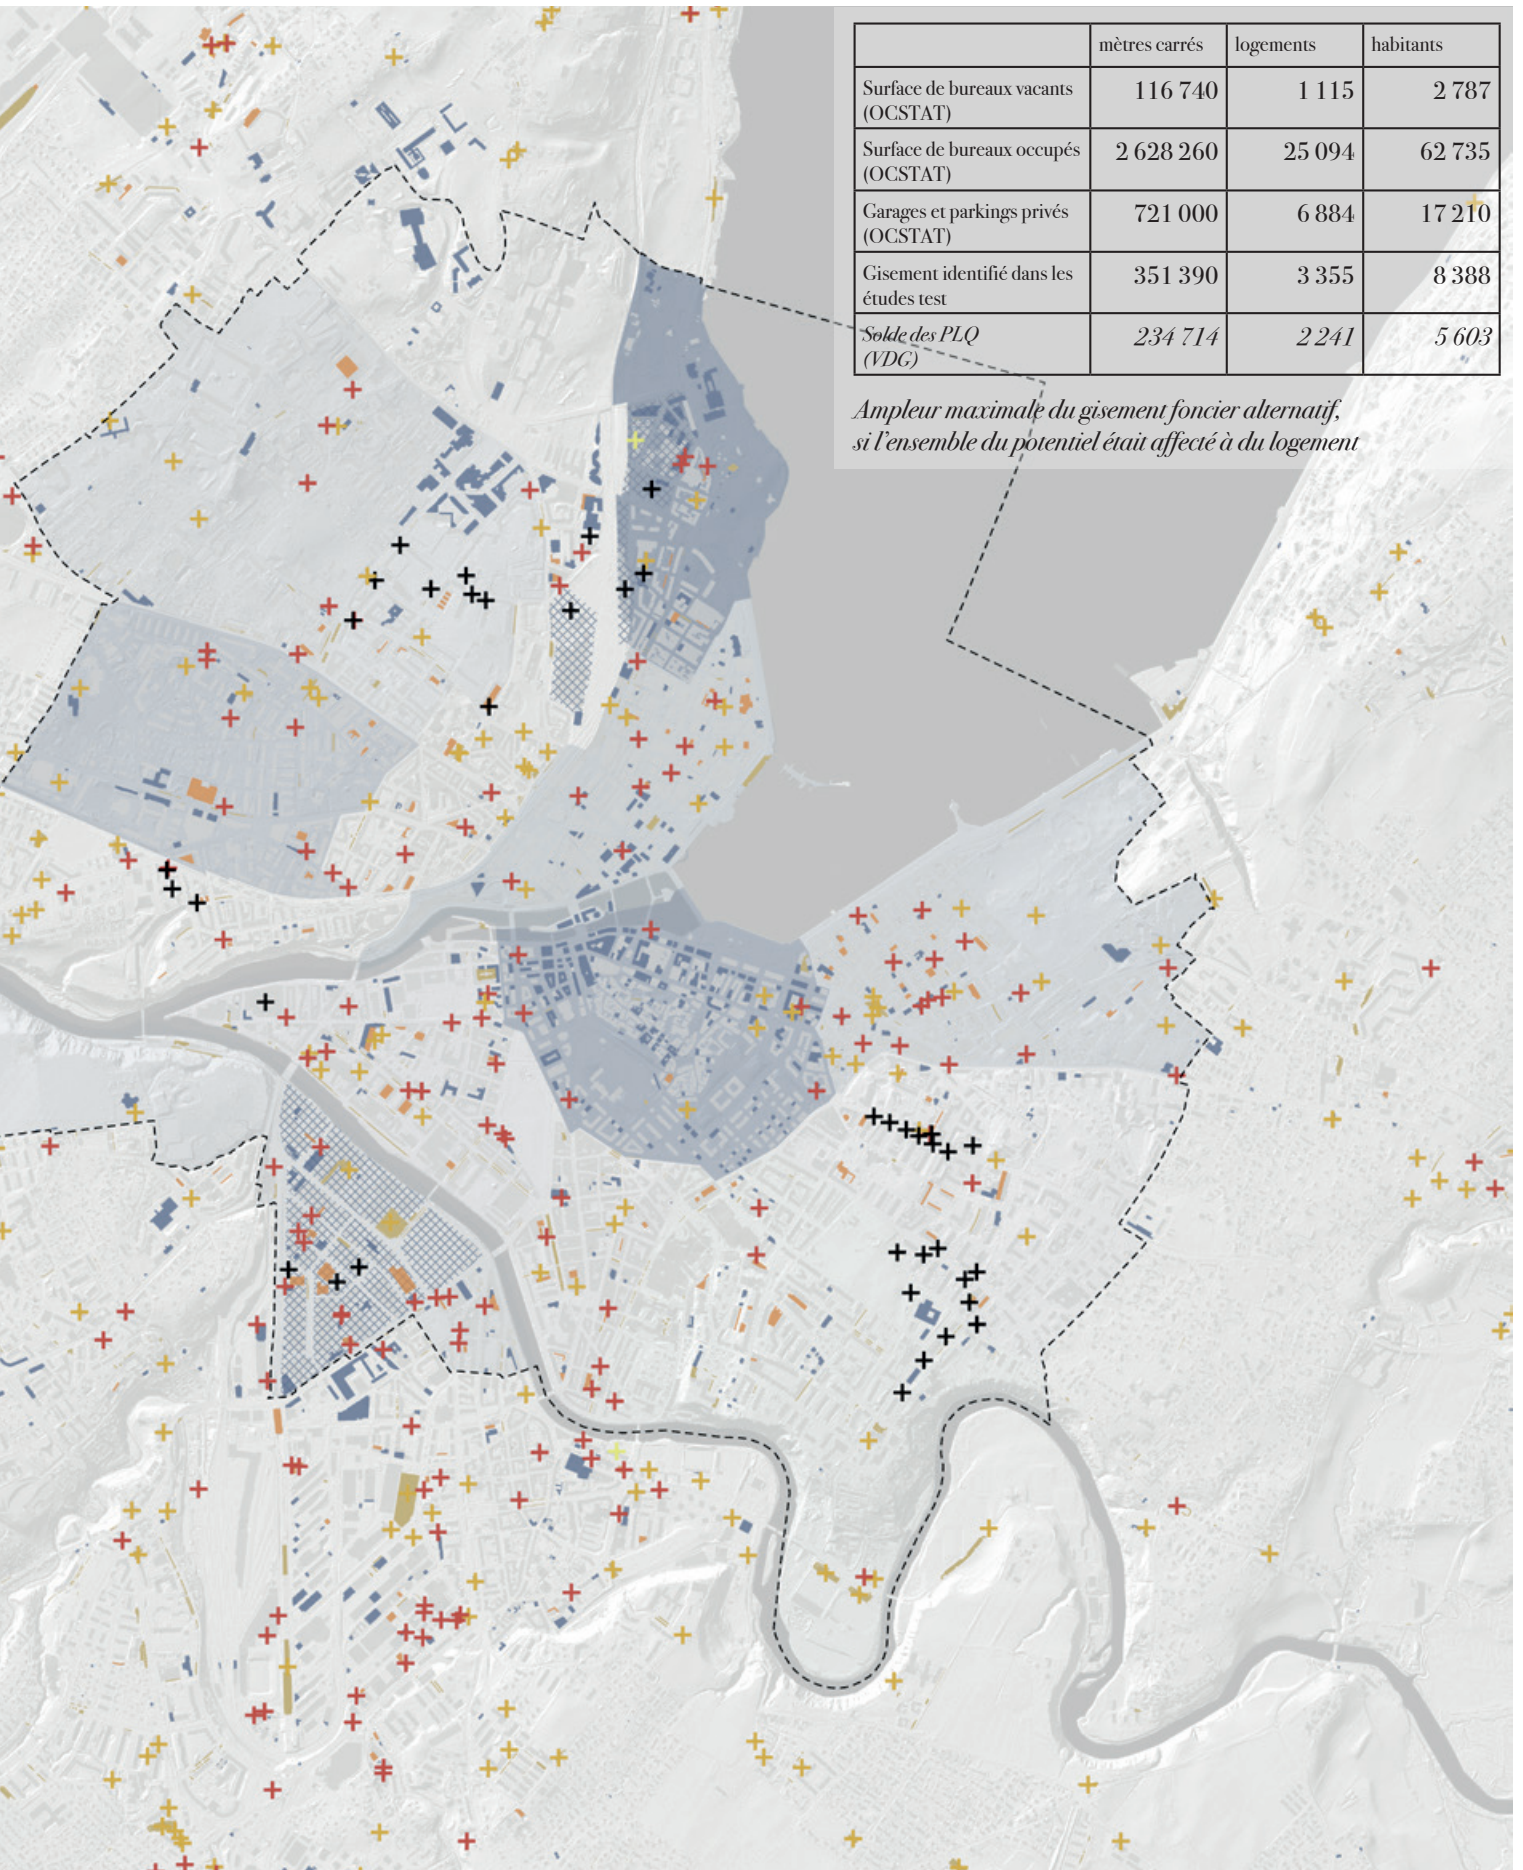 mètres carrés logements habitants
Surface de bureaux vacants 116 740 1 115 2 787
(OCSTAT)
Surface de bureaux occupés 2 628 260 25 094 62 735
(OCSTAT)
Garages et parkings privés 721 000 6 884 17 210
(OCSTAT)
Gisement identifié dans les 351 390 3 355 8 388
études test
Solde des PLQ 234 714 2 241 5 603
(VDG)
Ampleur maximale du gisement foncier alternatif,
si l'ensemble du potentiel était affecté à du logement